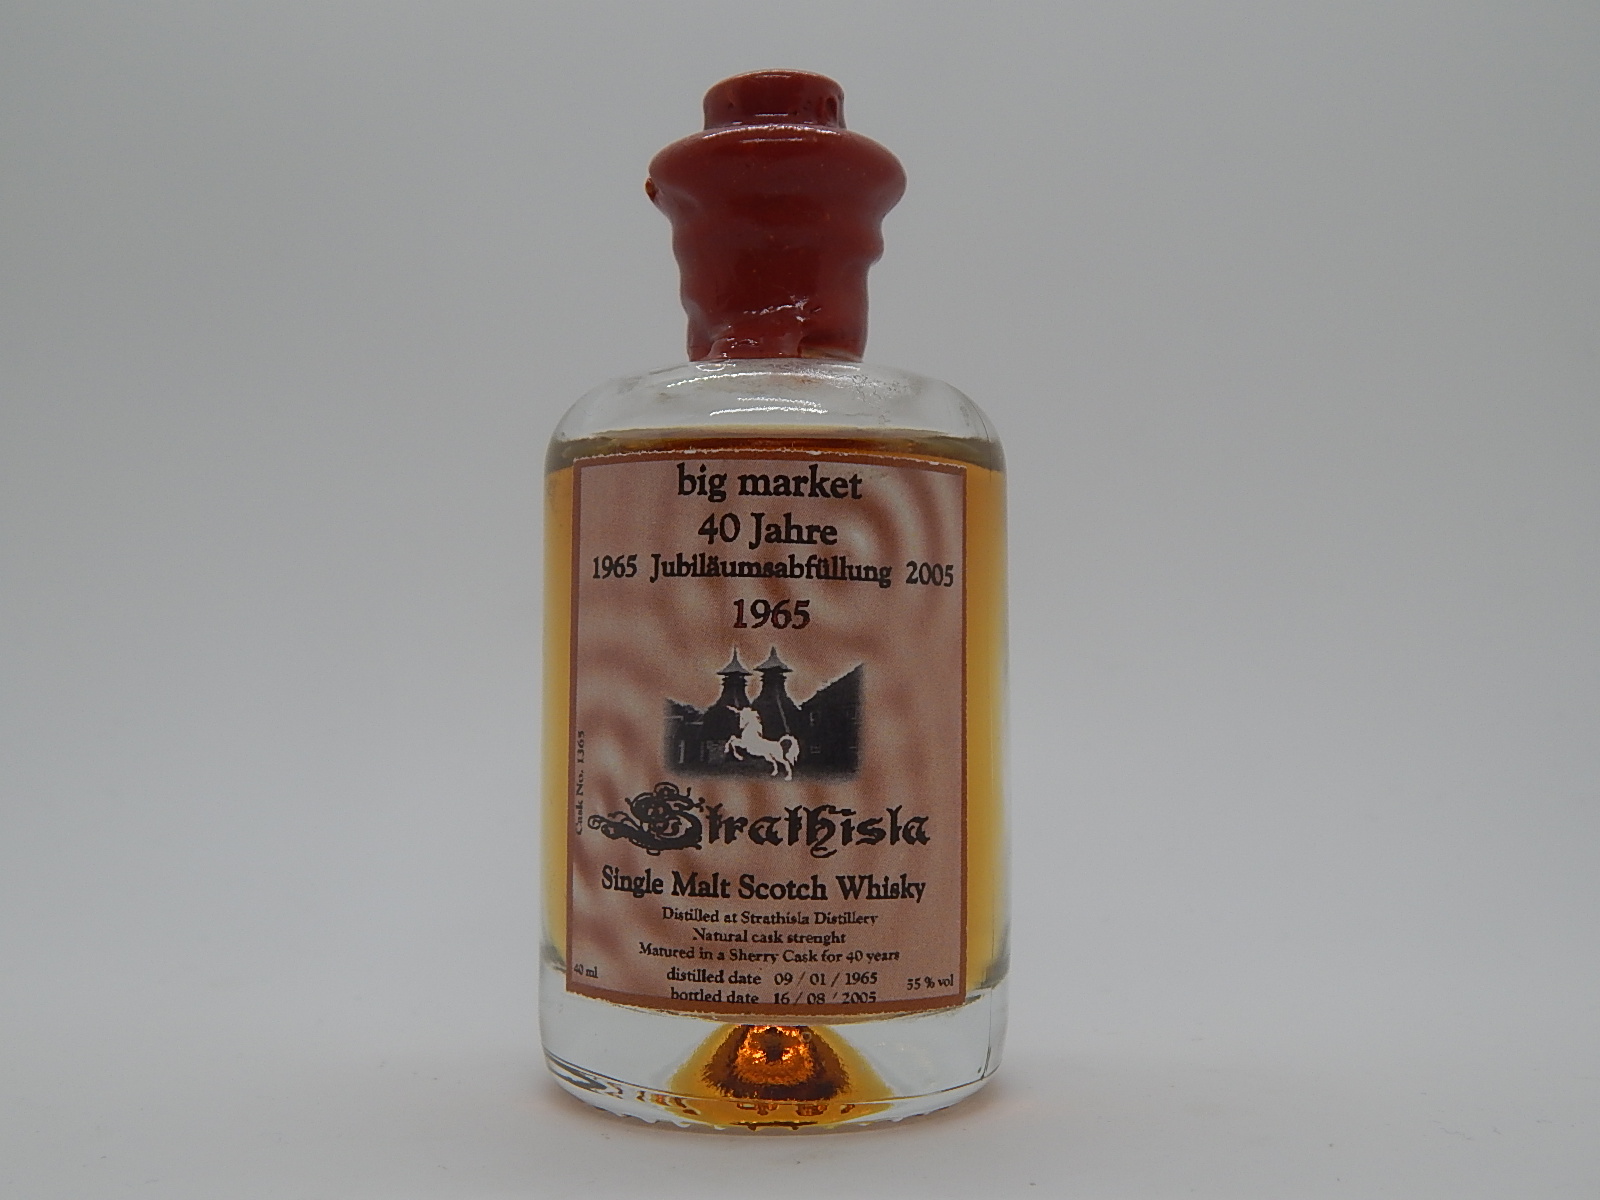 big market
40 Jahre
1965 Jubiläumsabfüllung 2005
1965
Cask No. 1365
Strathisla
Single Malt Scotch Whisky
Distilled at Strathisla Distillery
Natural cask strenght
Matured in a Sherry Cask for 40 years
40 ml distilled date 09 / 01 / 1965 55 % vol
bottled date 16 / 08 / 2005